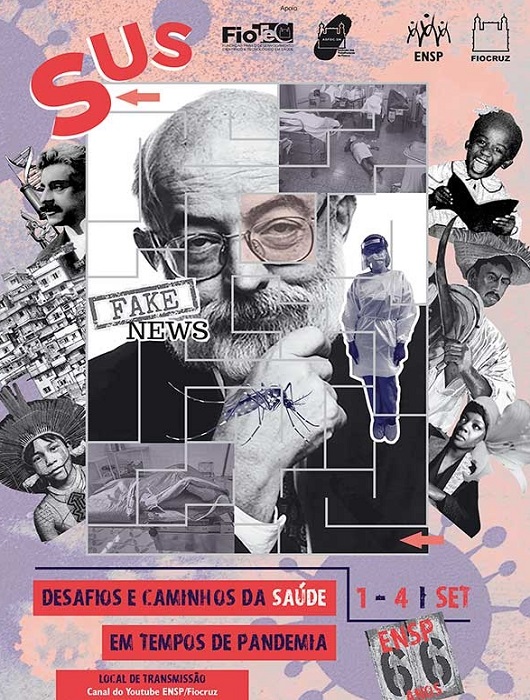 Apoio
SUS
FioTec
ENSP
FIOCRUZ
FAKE
NEWS
DESAFIOS E CAMINHOS DA SAÚDE
1 - 4 | SET
EM TEMPOS DE PANDEMIA
ENSP
66
ANOS
LOCAL DE TRANSMISSÃO
Canal do Youtube ENSP/Fiocruz